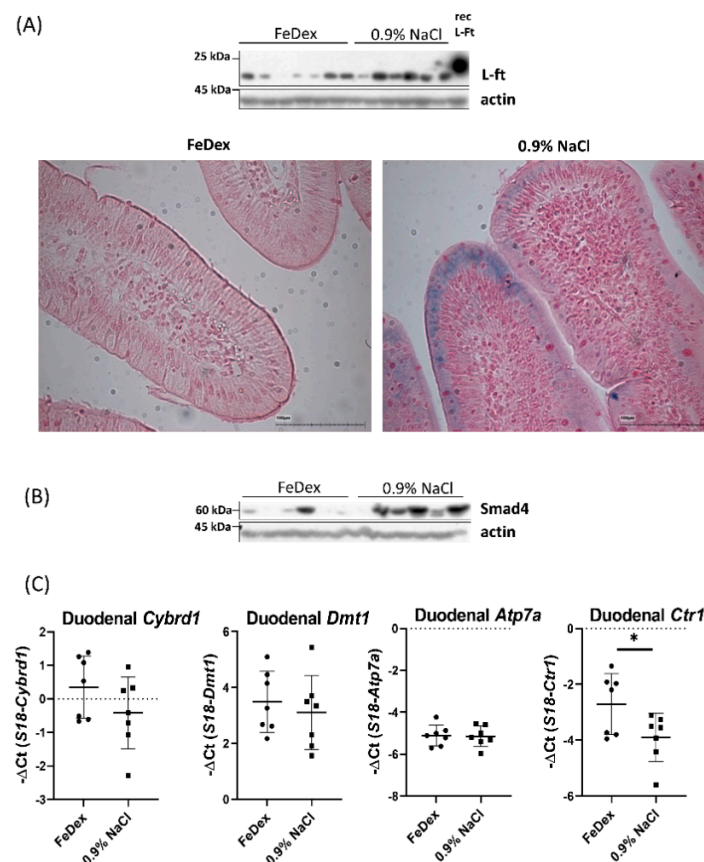 (A)
rec
L-Ft
FeDex 0.9% NaCl
25 kDa
L-ft
45 kDa
actin
FeDex 0.9% NaCl
100µm 100µm
(B)
FeDex 0.9% NaCl
60 kDa Smad4
45 kDa actin
(C)
Duodenal Cybrd1 Duodenal Dmt1 Duodenal Atp7a Duodenal Ctr1
-ΔCt (S18-Cybrd1)
2
1
0
-1
-2
-3
FeDex
0.9% NaCl
-ΔCt (S18-Dmt1)
6
4
2
0
FeDex
0.9% NaCl
-ΔCt (S18-Atp7a)
0
-2
-4
-6
-8
FeDex
0.9% NaCl
-ΔCt (S18-Ctr1)
0
-2
-4
-6
*
FeDex
0.9% NaCl